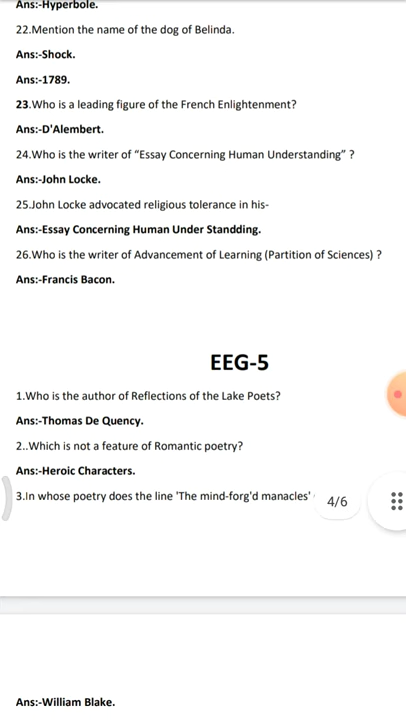 Ans:-Hyperbole.
22.Mention the name of the dog of Belinda.
Ans:-Shock.
Ans:-1789.
23.Who is a leading figure of the French Enlightenment?
Ans:-D'Alembert.
24.Who is the writer of “Essay Concerning Human Understanding” ?
Ans:-John Locke.
25.John Locke advocated religious tolerance in his-
Ans:-Essay Concerning Human Under Standding.
26.Who is the writer of Advancement of Learning (Partition of Sciences) ?
Ans:-Francis Bacon.
EEG-5
1.Who is the author of Reflections of the Lake Poets?
Ans:-Thomas De Quency.
2..Which is not a feature of Romantic poetry?
Ans:-Heroic Characters.
3.In whose poetry does the line 'The mind-forg'd manacles'
4/6
Ans:-William Blake.